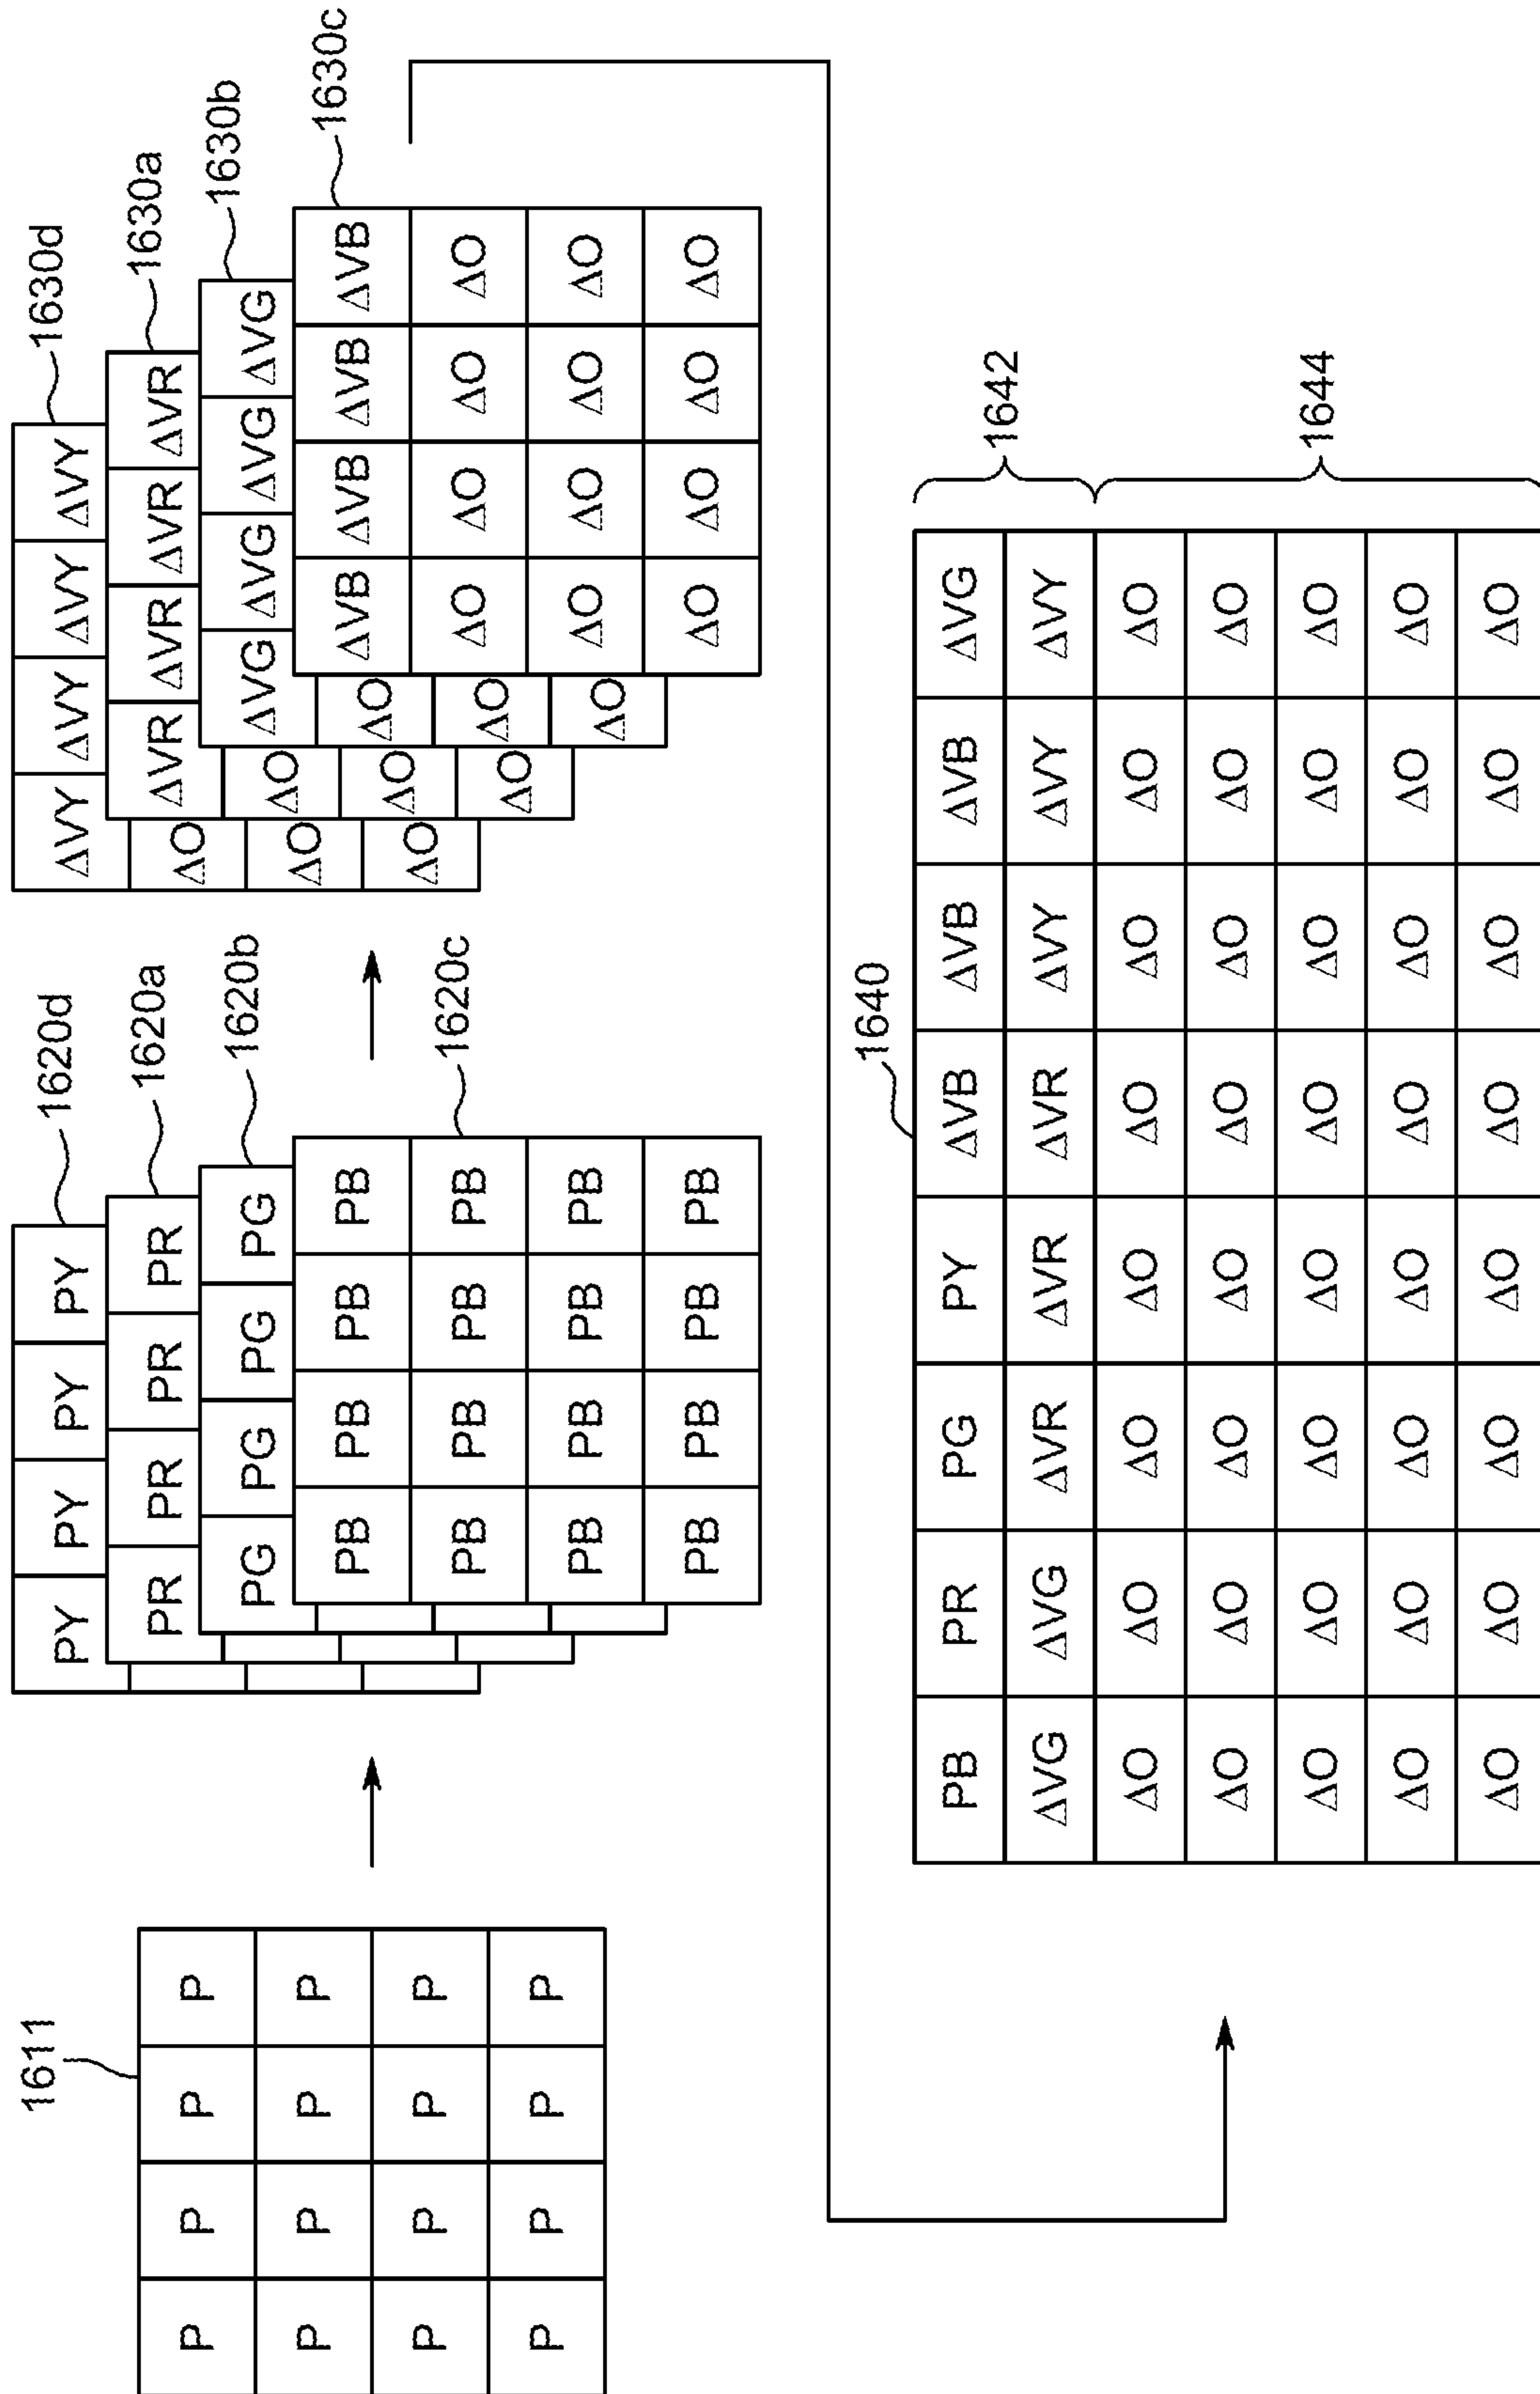 1611
P P P P
P P P P
P P P P
P P P P
1620d
1620a
1620b
1620c
PY PY PY PY
PR PR PR PR
PG PG PG PG
PB PB PB PB
PB PB PB PB
PB PB PB PB
PB PB PB PB
1630d
1630a
1630b
1630c
ΔVY ΔVY ΔVY ΔVY
ΔO
ΔO
ΔO
ΔVR ΔVR ΔVR ΔVR
ΔO
ΔO
ΔO
ΔVG ΔVG ΔVG ΔVG
ΔO
ΔO
ΔO
ΔVB ΔVB ΔVB ΔVB
ΔO ΔO ΔO ΔO
ΔO ΔO ΔO ΔO
ΔO ΔO ΔO ΔO
1640
PB PR PG PY ΔVB ΔVB ΔVB ΔVG
ΔVG ΔVG ΔVR ΔVR ΔVR ΔVY ΔVY ΔVY
ΔO ΔO ΔO ΔO ΔO ΔO ΔO ΔO
ΔO ΔO ΔO ΔO ΔO ΔO ΔO ΔO
ΔO ΔO ΔO ΔO ΔO ΔO ΔO ΔO
ΔO ΔO ΔO ΔO ΔO ΔO ΔO ΔO
ΔO ΔO ΔO ΔO ΔO ΔO ΔO ΔO
1642
1644